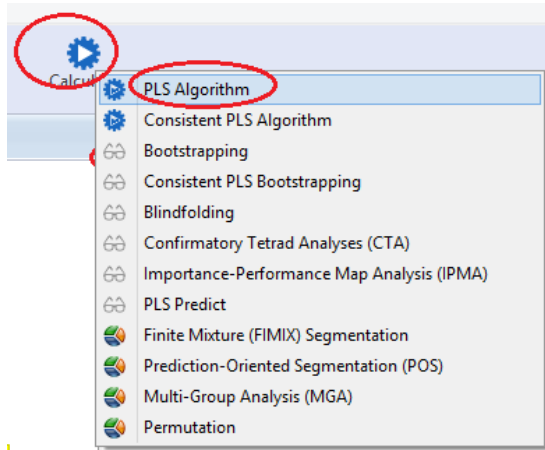 Calcul
PLS Algorithm
Consistent PLS Algorithm
Bootstrapping
Consistent PLS Bootstrapping
Blindfolding
Confirmatory Tetrad Analyses (CTA)
Importance-Performance Map Analysis (IPMA)
PLS Predict
Finite Mixture (FIMIX) Segmentation
Prediction-Oriented Segmentation (POS)
Multi-Group Analysis (MGA)
Permutation